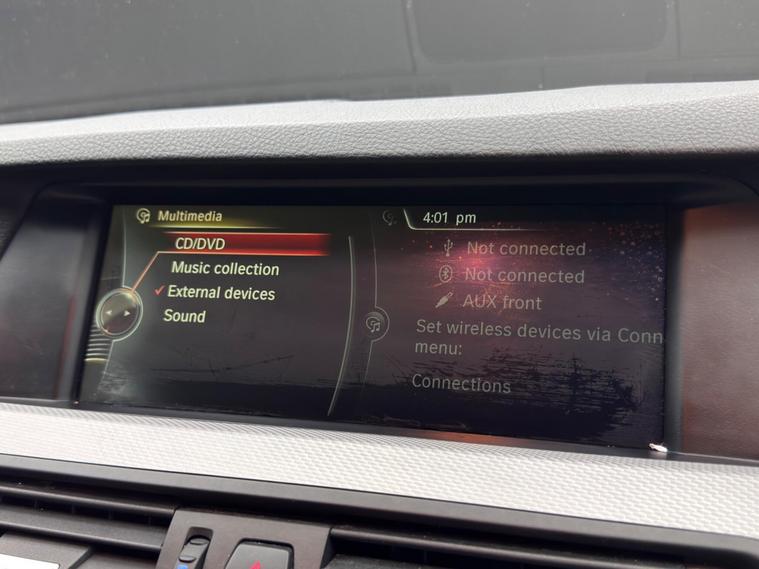 Multimedia
CD/DVD
Music collection
External devices
Sound
4:01 pm
Not connected
Not connected
AUX front
Set wireless devices via Conn
menu:
Connections